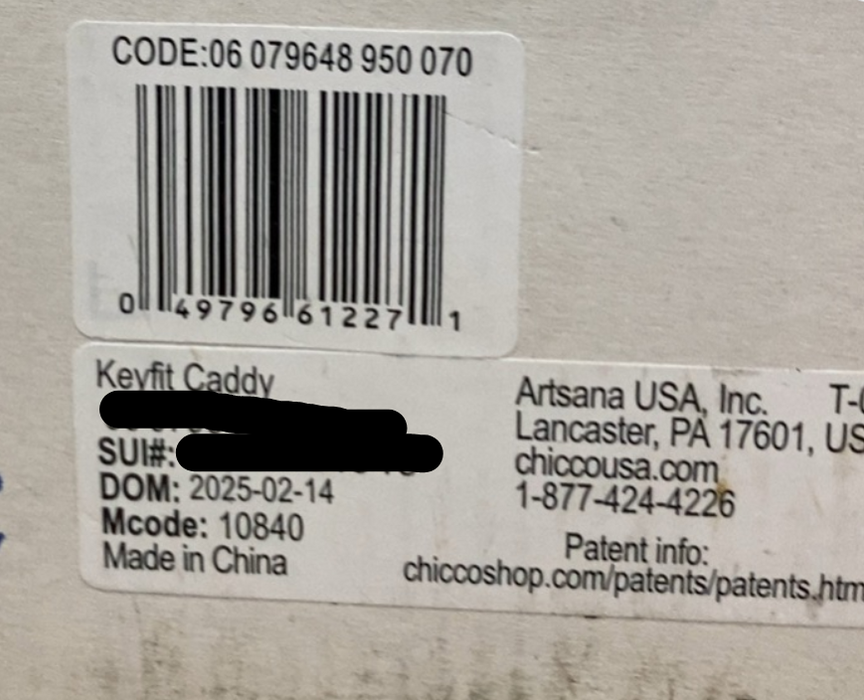 CODE:06 079648 950 070
0 49796 61227 1
Keyfit Caddy
SUI#:
DOM: 2025-02-14
Mcode: 10840
Made in China
Artsana USA, Inc.
Lancaster, PA 17601, US
chiccousa.com
1-877-424-4226
Patent info:
chiccoshop.com/patents/patents.htm